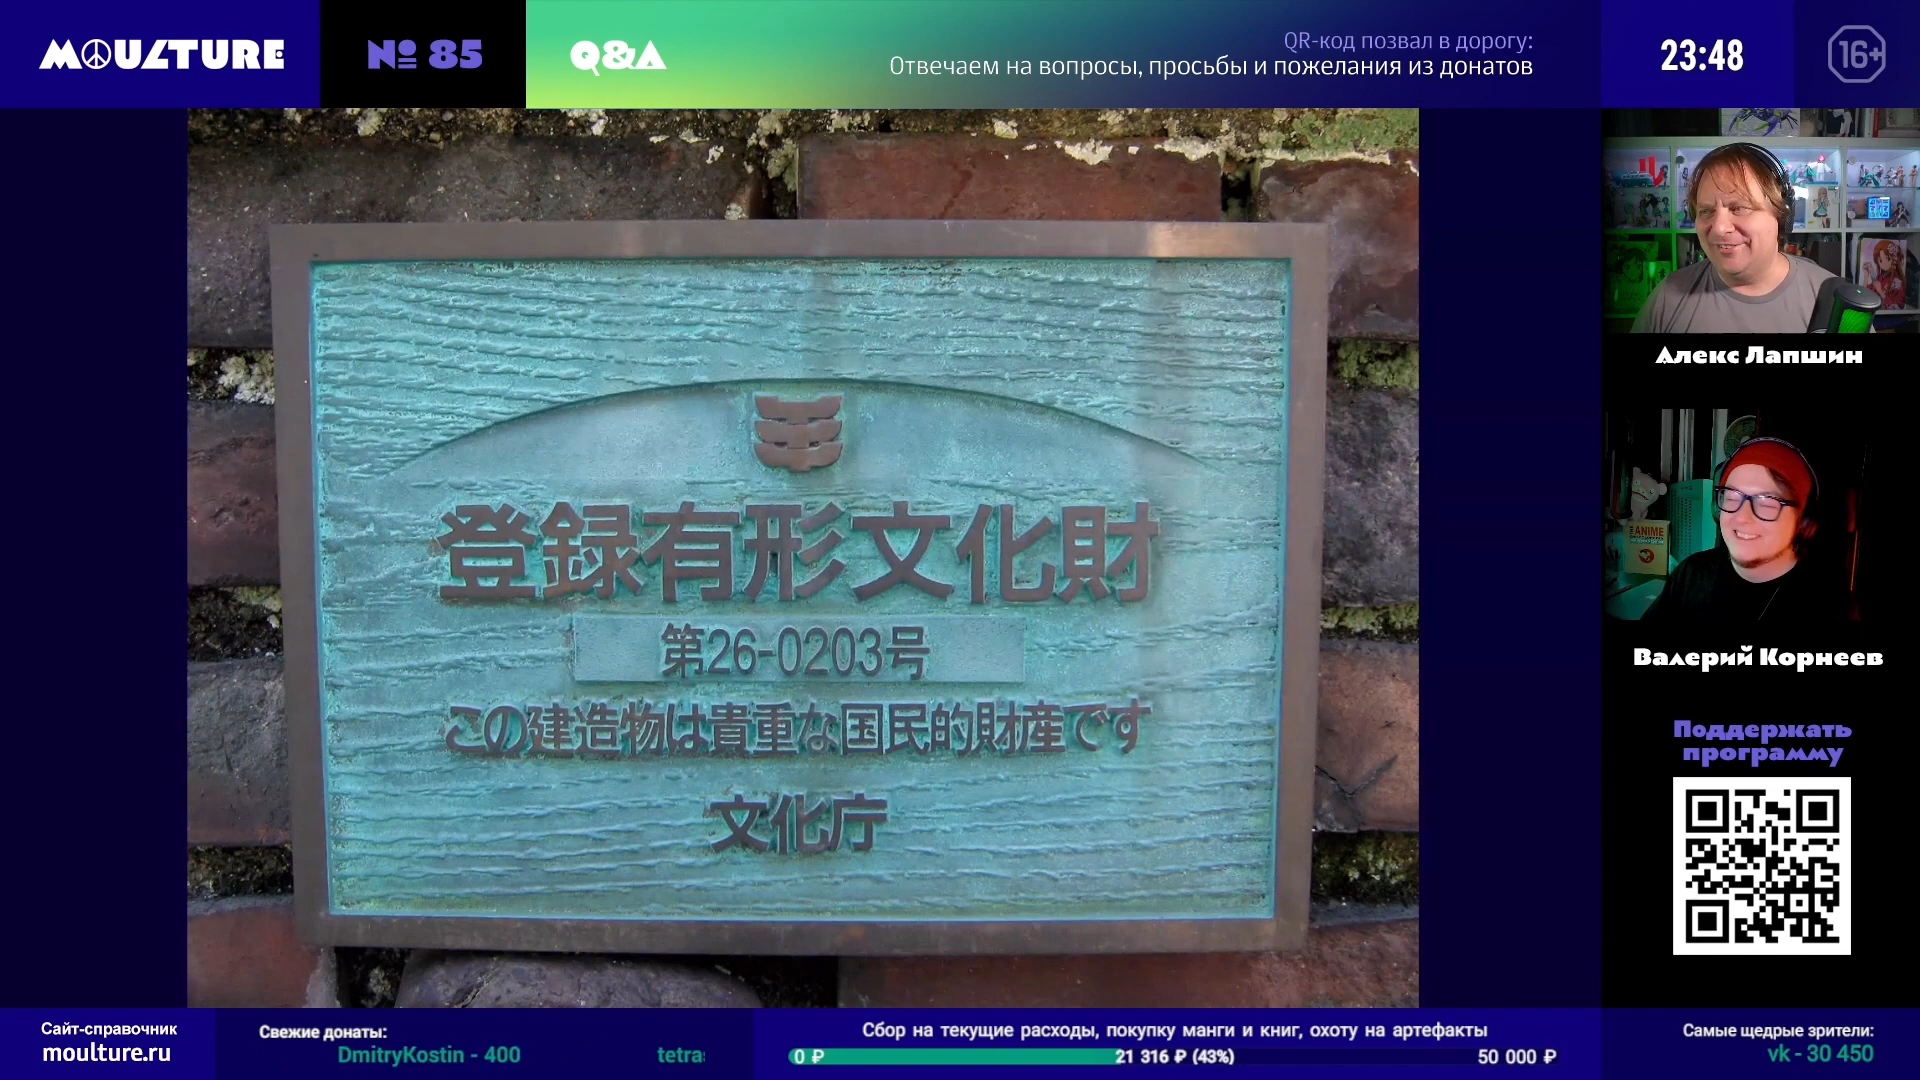 MOULTURE
№ 85
Q&A
QR-код позвал в дорогу:
Отвечаем на вопросы, просьбы и пожелания из донатов
23:48
16+
登録有形文化財
第26-0203号
この建造物は貴重な国民的財産です
文化庁
Алекс Лапшин
ANIME
Валерий Корнеев
Поддержать
программу
Сайт-справочник
moulture.ru
Свежие донаты:
DmitryKostin - 400
tetra
Сбор на текущие расходы, покупку манги и книг, охоту на артефакты
0 ₽
21 316 ₽ (43%)
50 000 ₽
Самые щедрые зрители:
vk - 30 450